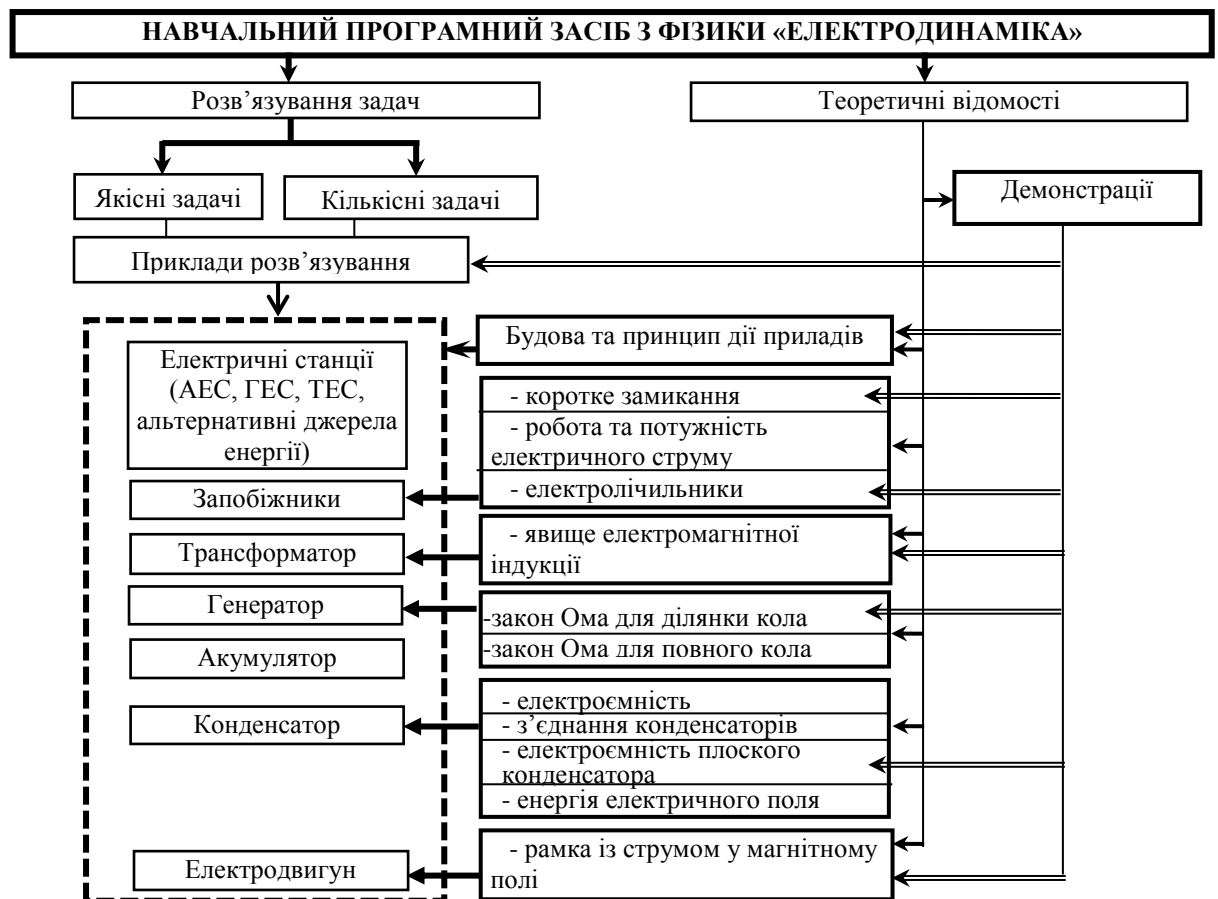 НАВЧАЛЬНИЙ ПРОГРАМНИЙ ЗАСІБ З ФІЗИКИ «ЕЛЕКТРОДИНАМІКА»
Розв’язування задач
Теоретичні відомості
Якісні задачі
Кількісні задачі
Демонстрації
Приклади розв’язування
Будова та принцип дії приладів
Електричні станції
(АЕС, ГЕС, ТЕС,
альтернативні джерела
енергії)
- коротке замикання
- робота та потужність
електричного струму
- електролічильники
Запобіжники
Трансформатор
- явище електромагнітної
індукції
Генератор
-закон Ома для ділянки кола
-закон Ома для повного кола
Акумулятор
- електроємність
- з’єднання конденсаторів
- електроємність плоского
конденсатора
- енергія електричного поля
Конденсатор
- рамка із струмом у магнітному
полі
Електродвигун